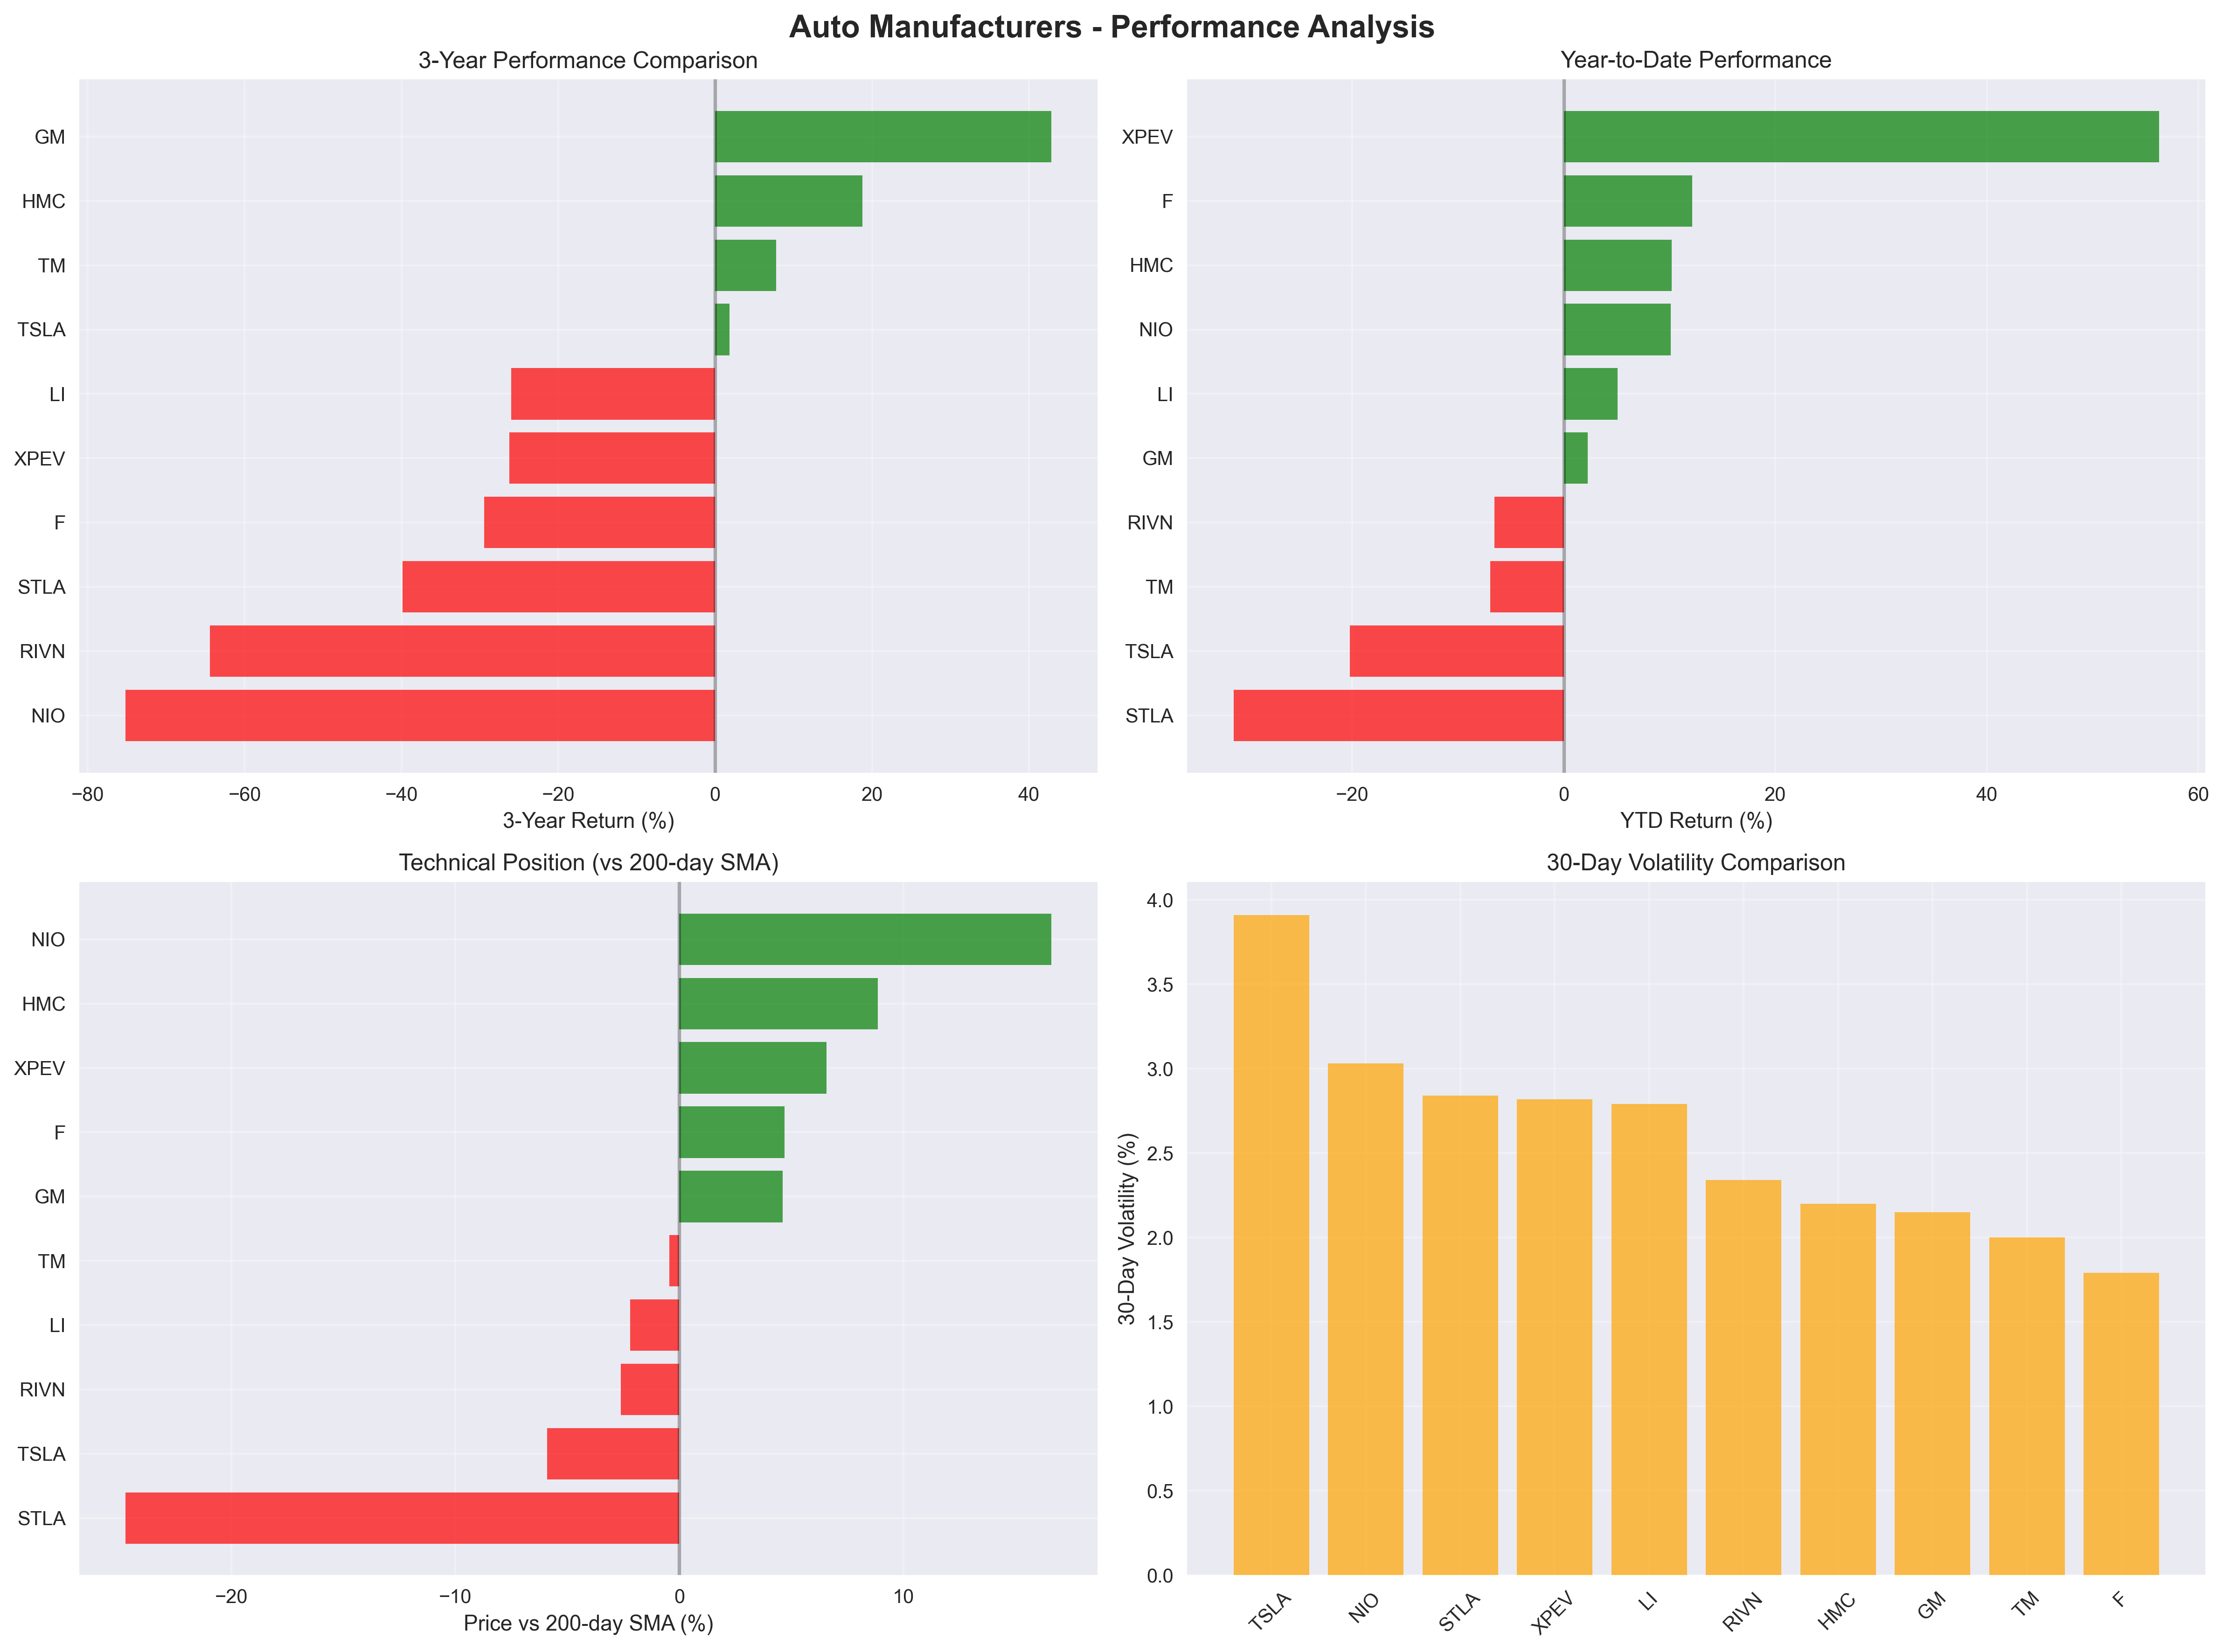 Auto Manufacturers - Performance Analysis
3-Year Performance Comparison
GM
HMC
TM
TSLA
LI
XPEV
F
STLA
RIVN
NIO
−80 −60 −40 −20 0 20 40
3-Year Return (%)
Year-to-Date Performance
XPEV
F
HMC
NIO
LI
GM
RIVN
TM
TSLA
STLA
−20 0 20 40 60
YTD Return (%)
Technical Position (vs 200-day SMA)
NIO
HMC
XPEV
F
GM
TM
LI
RIVN
TSLA
STLA
−20 −10 0 10
Price vs 200-day SMA (%)
30-Day Volatility Comparison
30-Day Volatility (%)
4.0
3.5
3.0
2.5
2.0
1.5
1.0
0.5
0.0
TSLA NIO STLA XPEV LI RIVN HMC GM TM F